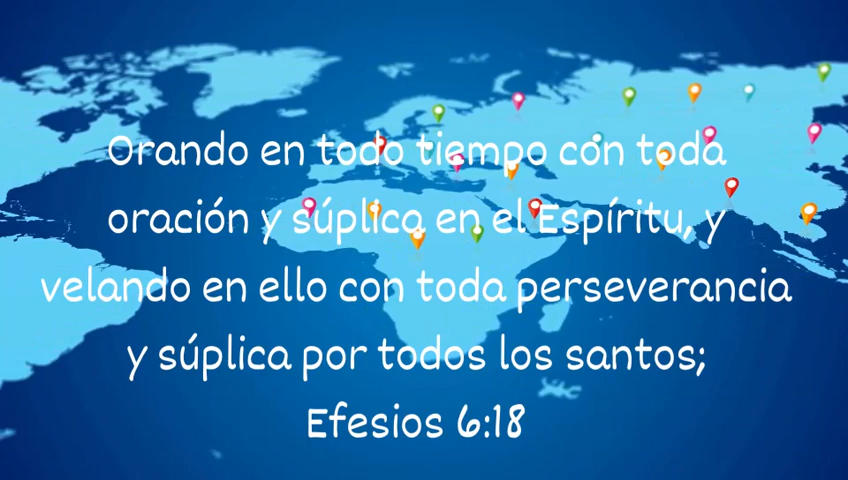 Orando en todo tiempo con toda
oración y súplica en el Espíritu, y
velando en ello con toda perseverancia
y súplica por todos los santos;
Efesios 6:18